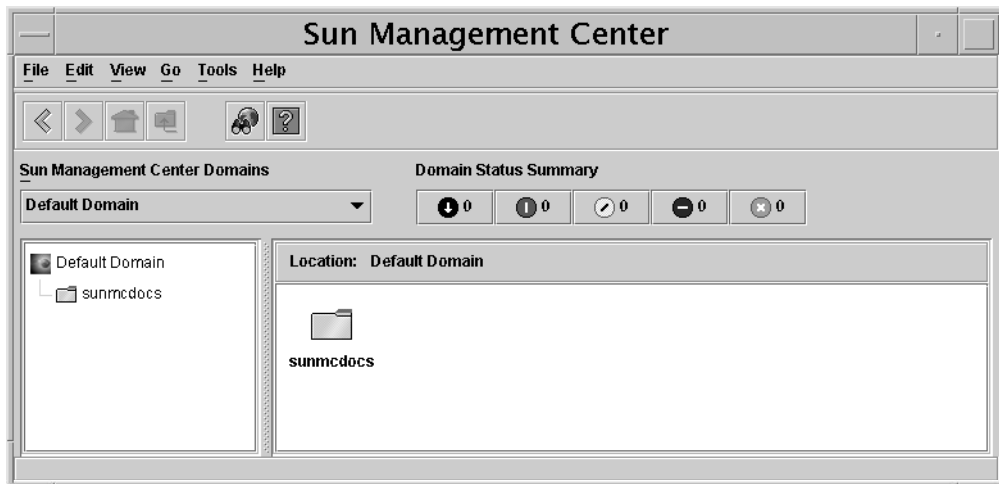 Sun Management Center
File Edit View Go Tools Help
?
Sun Management Center Domains
Domain Status Summary
Default Domain
0 0 0 0 0
Default Domain
sunmcdocs
Location: Default Domain
sunmcdocs